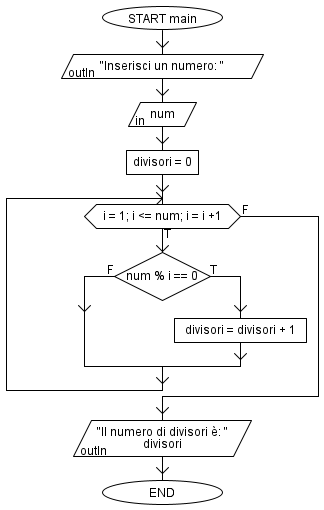 START main
"Inserisci un numero: "
outln
num
in
divisori = 0
i = 1; i <= num; i = i +1
F
T
F
num % i == 0
T
divisori = divisori + 1
"Il numero di divisori è: "
divisori
outln
END